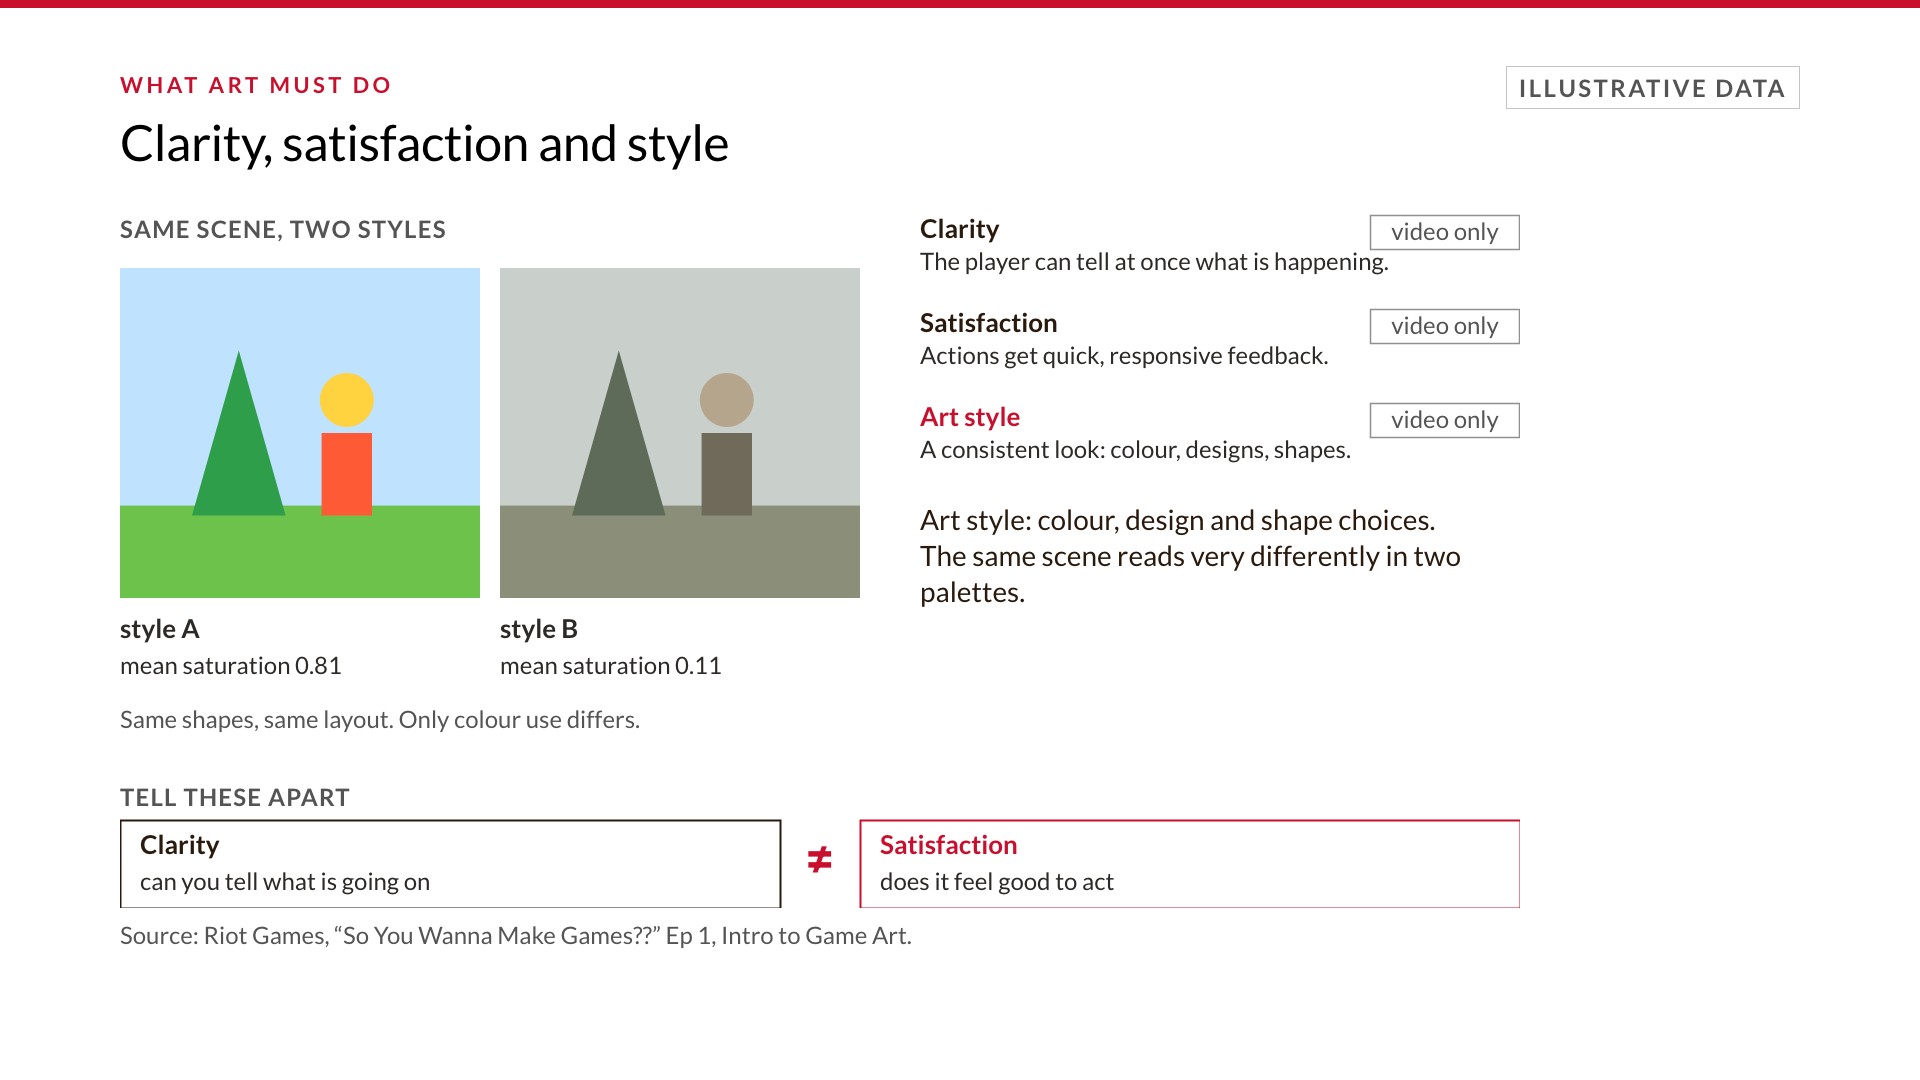 WHAT ART MUST DO
ILLUSTRATIVE DATA
Clarity, satisfaction and style
SAME SCENE, TWO STYLES
style A
mean saturation 0.81
style B
mean saturation 0.11
Same shapes, same layout. Only colour use differs.
Clarity
video only
The player can tell at once what is happening.
Satisfaction
video only
Actions get quick, responsive feedback.
Art style
video only
A consistent look: colour, designs, shapes.
Art style: colour, design and shape choices.
The same scene reads very differently in two
palettes.
TELL THESE APART
Clarity
can you tell what is going on
≠
Satisfaction
does it feel good to act
Source: Riot Games, “So You Wanna Make Games??” Ep 1, Intro to Game Art.